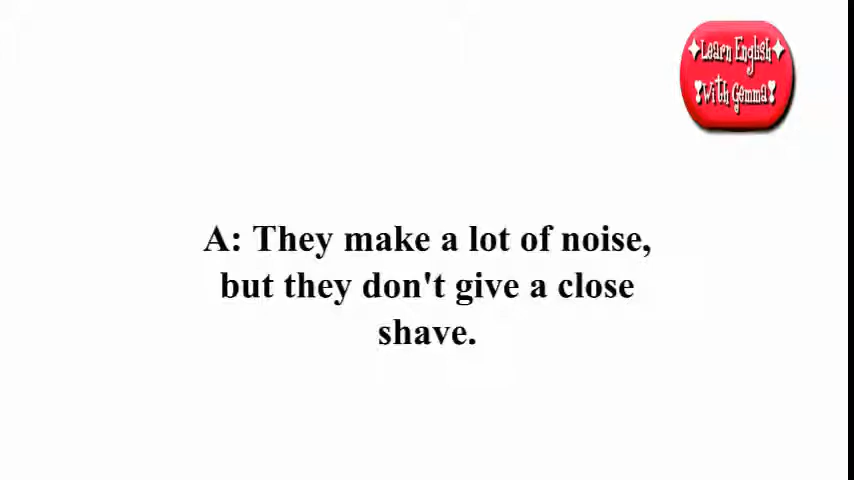 Learn English
With Gemma
A: They make a lot of noise,
but they don't give a close
shave.